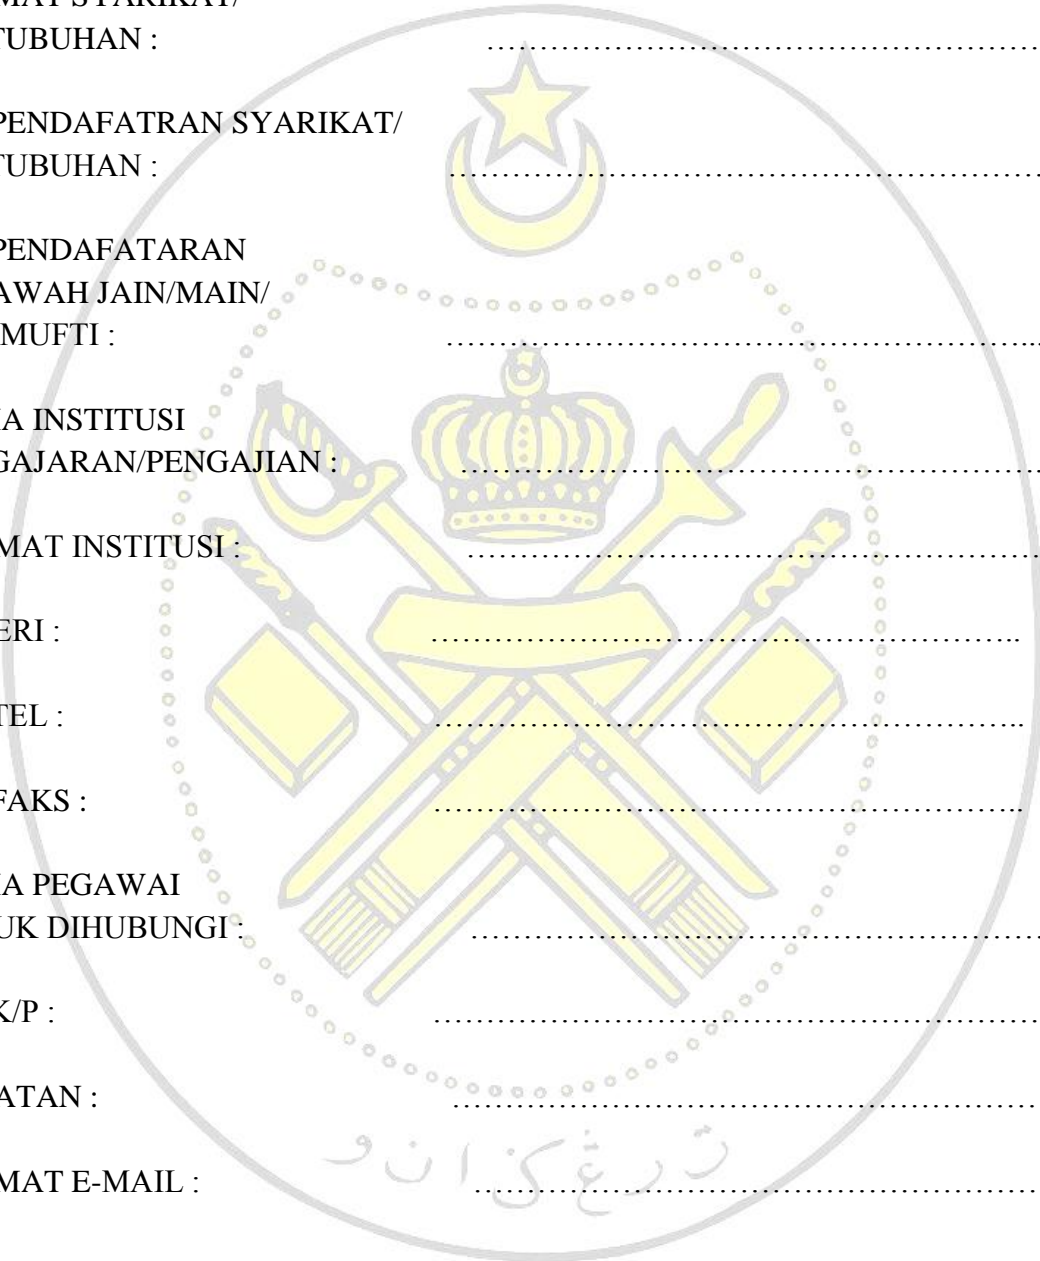 MAT SYARIKAT/
TUBUHAN : ……………………………………………….
PENDAFATRAN SYARIKAT/
TUBUHAN : ……………………………………………….
PENDAFATARAN
AWAH JAIN/MAIN/
MUFTI : ………………………………………………...
INSTITUSI
GAJARAN/PENGAJIAN : ……………………………………………….
MAT INSTITUSI : ……………………………………………….
ERI : ………………………………………………..
TEL : ………………………………………………..
FAKS : ………………………………………………..
PEGAWAI
UK DIHUBUNGI : ……………………………………………….
K/P : ……………………………………………….
ATAN : ……………………………………………….
MAT E-MAIL : ……………………………………………….
ترڠكانو